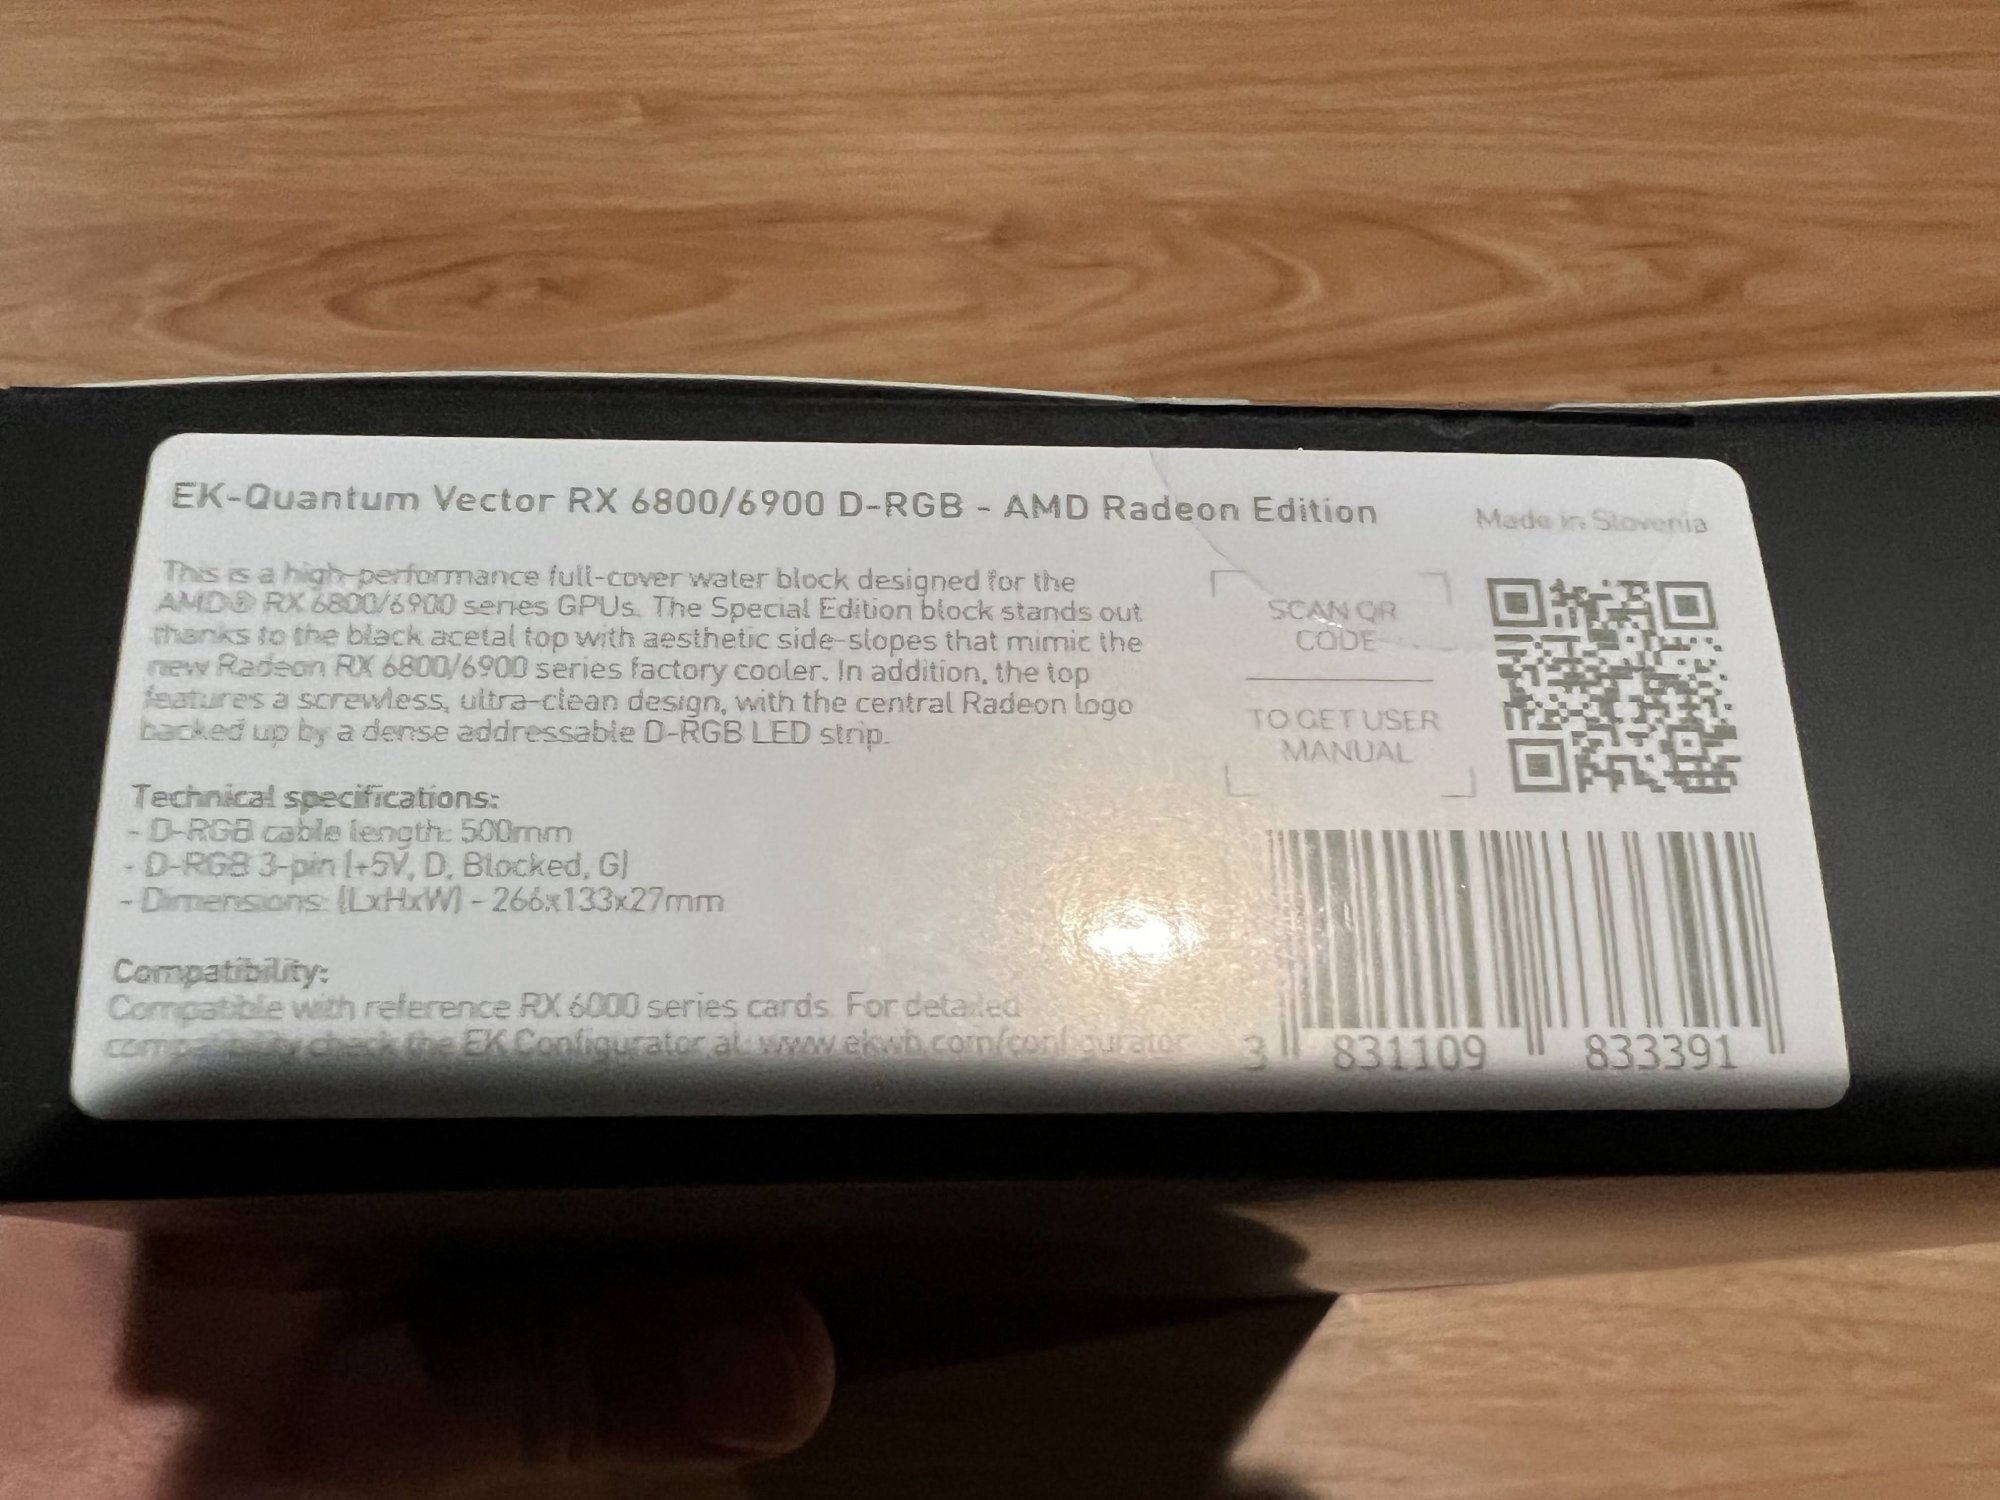 EK-Quantum Vector RX 6800/6900 D-RGB - AMD Radeon Edition
Made in Slovenia
This is a high-performance full-cover water block designed for the
AMD® RX 6800/6900 series GPUs. The Special Edition block stands out
thanks to the black acetal top with aesthetic side-slopes that mimic the
new Radeon RX 6800/6900 series factory cooler. In addition, the top
features a screwless, ultra-clean design, with the central Radeon logo
backed up by a dense addressable D-RGB LED strip.
SCAN QR
CODE
TO GET USER
MANUAL
Technical specifications:
- D-RGB cable length: 500mm
- D-RGB 3-pin (+5V, D, Blocked, G)
- Dimensions: (LxHxW) - 266x133x27mm
Compatibility:
Compatible with reference RX 6000 series cards. For detailed
compatibility check the EK Configurator at: www.ekwb.com/configurator
3 831109 833391